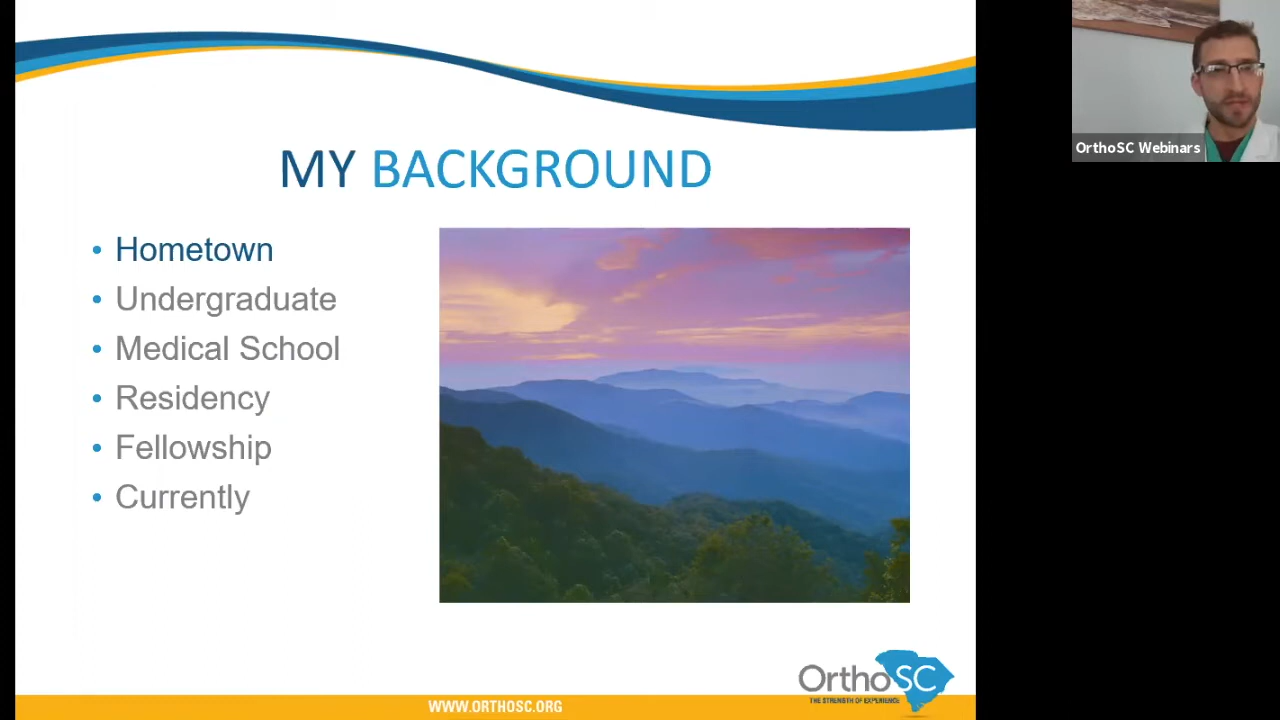 OrthoSC Webinars
MY BACKGROUND
• Hometown
• Undergraduate
• Medical School
• Residency
• Fellowship
• Currently
OrthoSC
THE STRENGTH OF EXPERIENCE
WWW.ORTHOSC.ORG